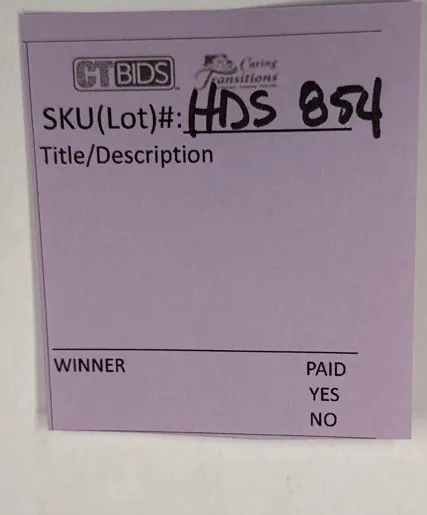 CTBIDS
Caring
Transitions
SKU(Lot)#: HDS 854
Title/Description
WINNER
PAID
YES
NO